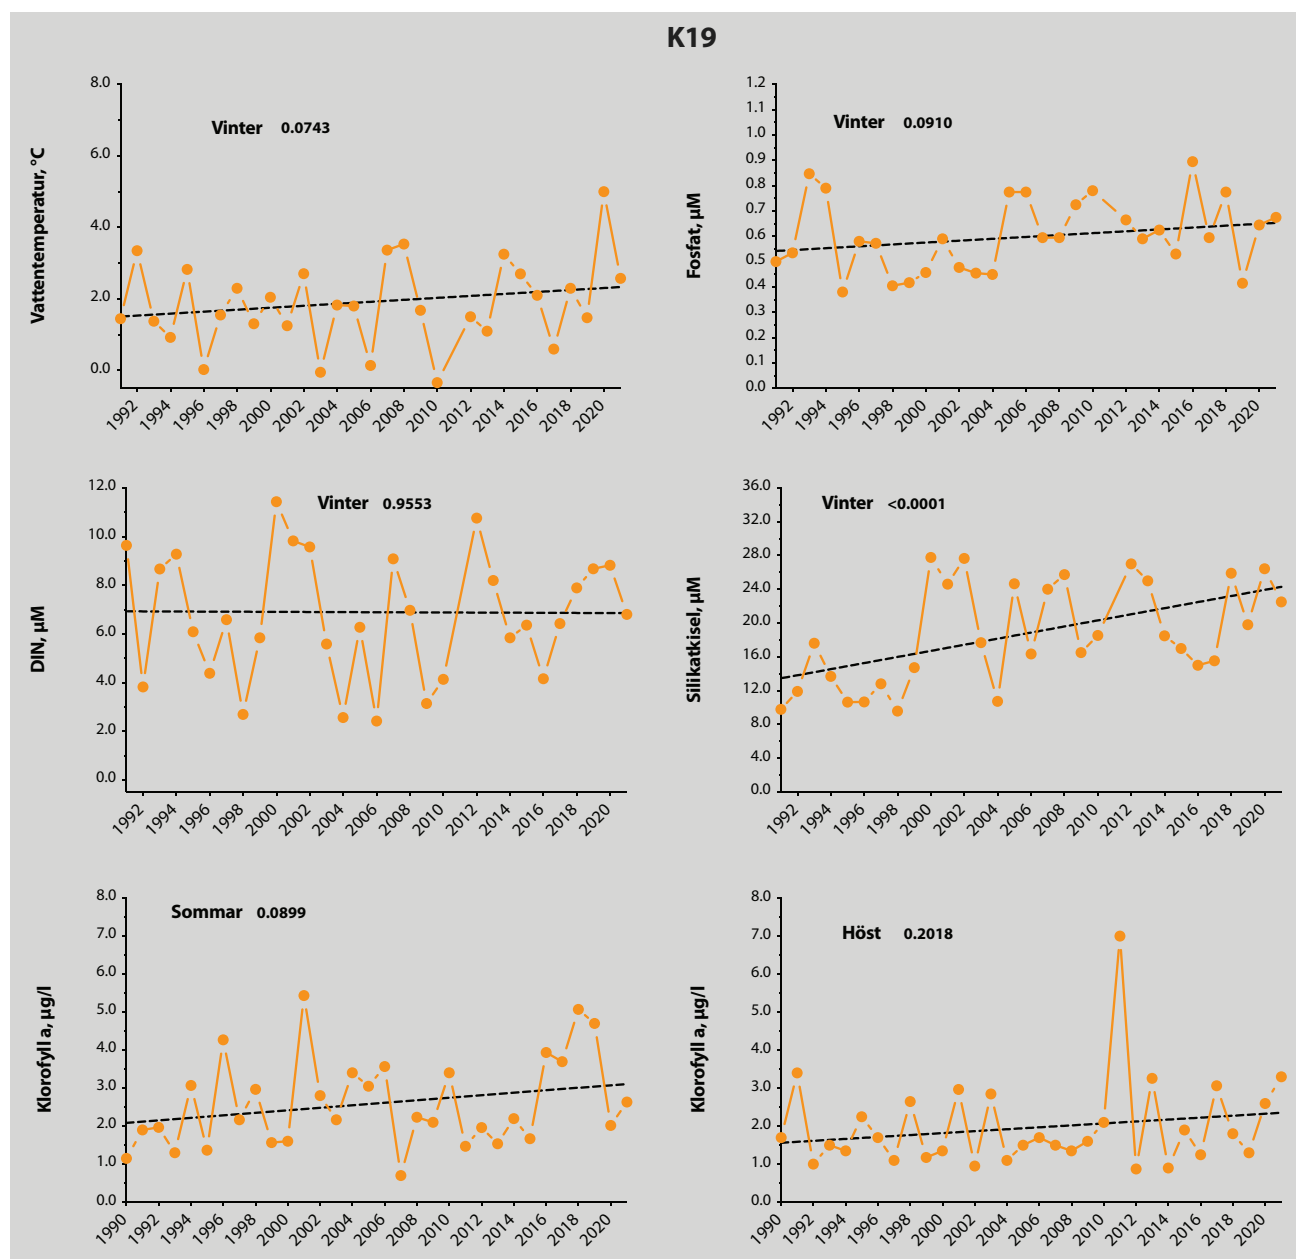 K19
Vattentemperatur, °C
Vinter 0.0743
8.0
6.0
4.0
2.0
0.0
1992 1994 1996 1998 2000 2002 2004 2006 2008 2010 2012 2014 2016 2018 2020
Fosfat, µM
Vinter 0.0910
1.2
1.1
1.0
0.9
0.8
0.7
0.6
0.5
0.4
0.3
0.2
0.1
0.0
1992 1994 1996 1998 2000 2002 2004 2006 2008 2010 2012 2014 2016 2018 2020
DIN, µM
Vinter 0.9553
12.0
10.0
8.0
6.0
4.0
2.0
0.0
1992 1994 1996 1998 2000 2002 2004 2006 2008 2010 2012 2014 2016 2018 2020
Silikatkisel, µM
Vinter <0.0001
36.0
32.0
28.0
24.0
20.0
16.0
12.0
8.0
4.0
0.0
1992 1994 1996 1998 2000 2002 2004 2006 2008 2010 2012 2014 2016 2018 2020
Klorofyll a, µg/l
Sommar 0.0899
8.0
7.0
6.0
5.0
4.0
3.0
2.0
1.0
0.0
1990 1992 1994 1996 1998 2000 2002 2004 2006 2008 2010 2012 2014 2016 2018 2020
Klorofyll a, µg/l
Höst 0.2018
8.0
7.0
6.0
5.0
4.0
3.0
2.0
1.0
0.0
1990 1992 1994 1996 1998 2000 2002 2004 2006 2008 2010 2012 2014 2016 2018 2020